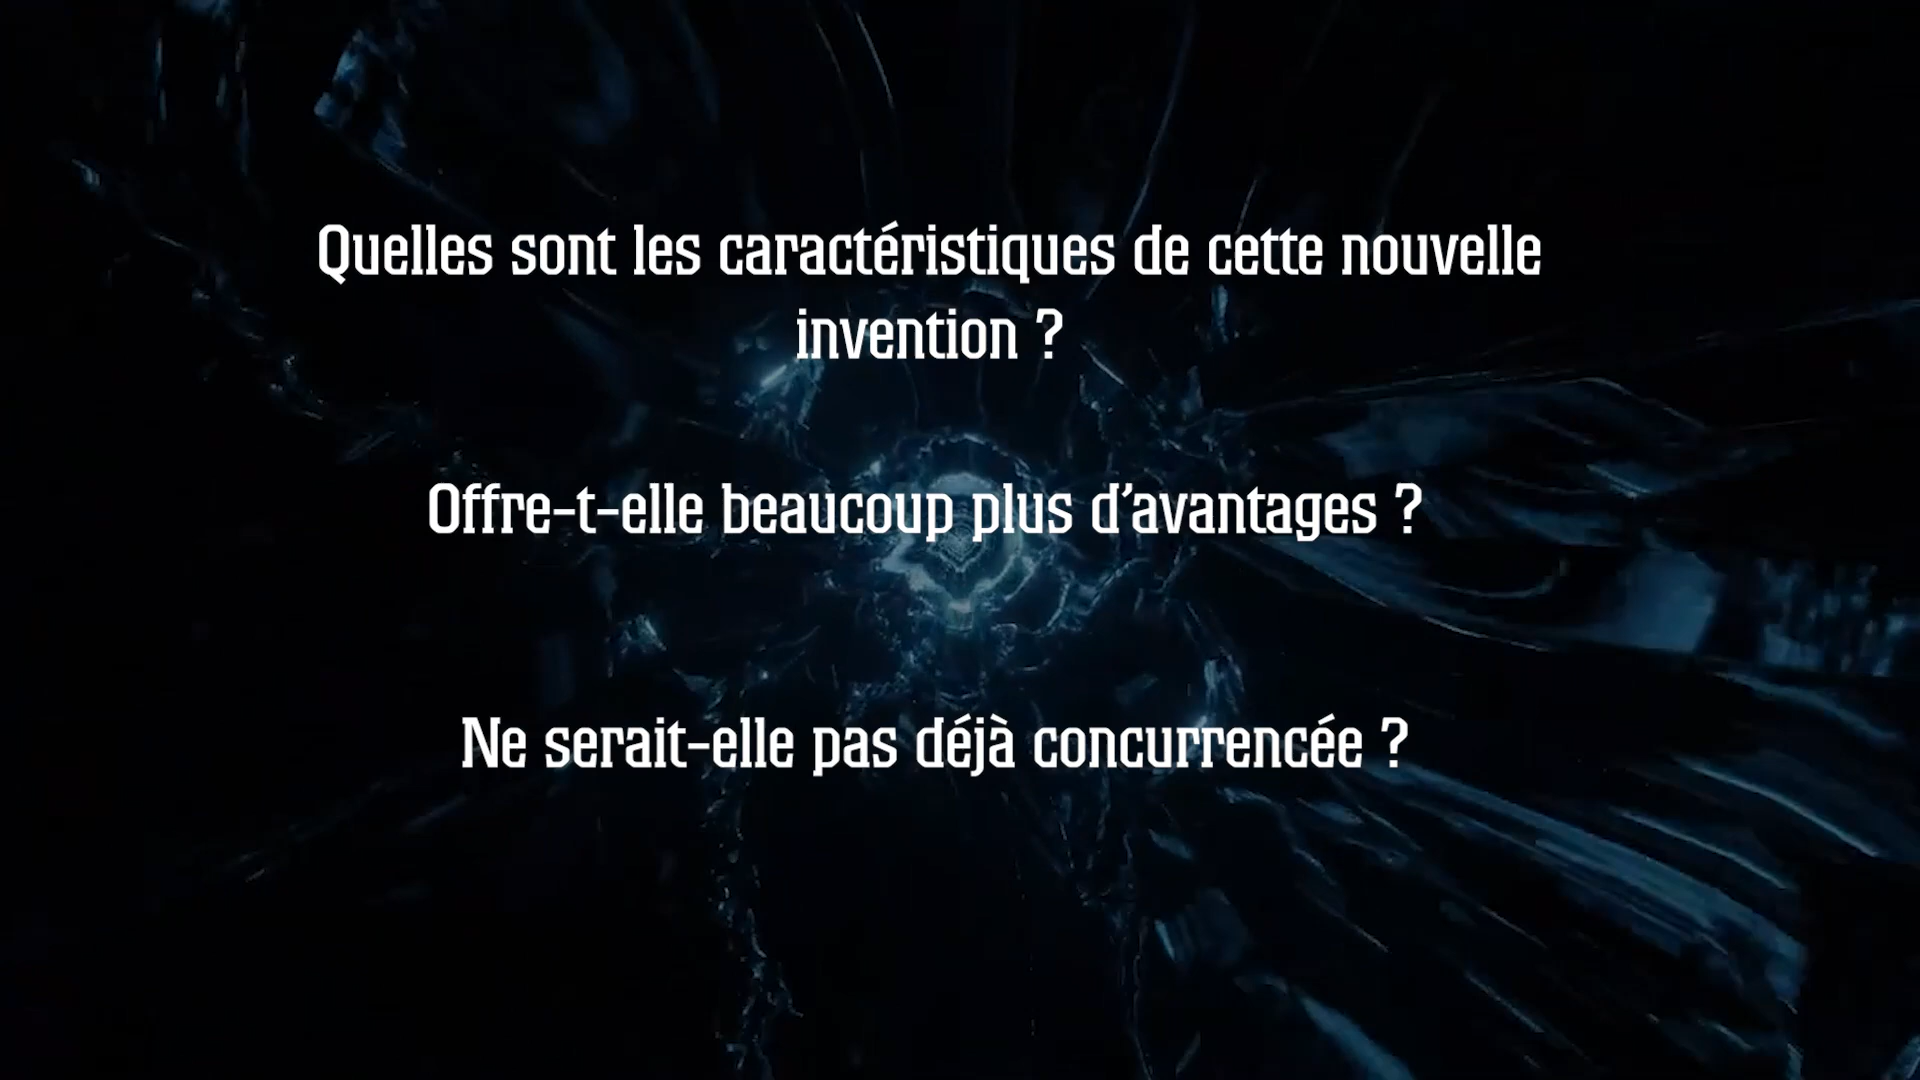 Quelles sont les caractéristiques de cette nouvelle
invention ?
Offre-t-elle beaucoup plus d’avantages ?
Ne serait-elle pas déjà concurrencée ?